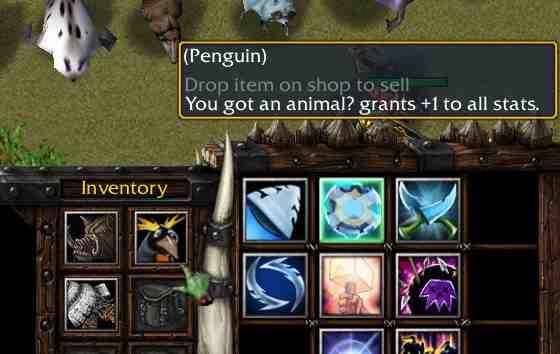 (Penguin)
Drop item on shop to sell
You got an animal? grants +1 to all stats.
Inventory